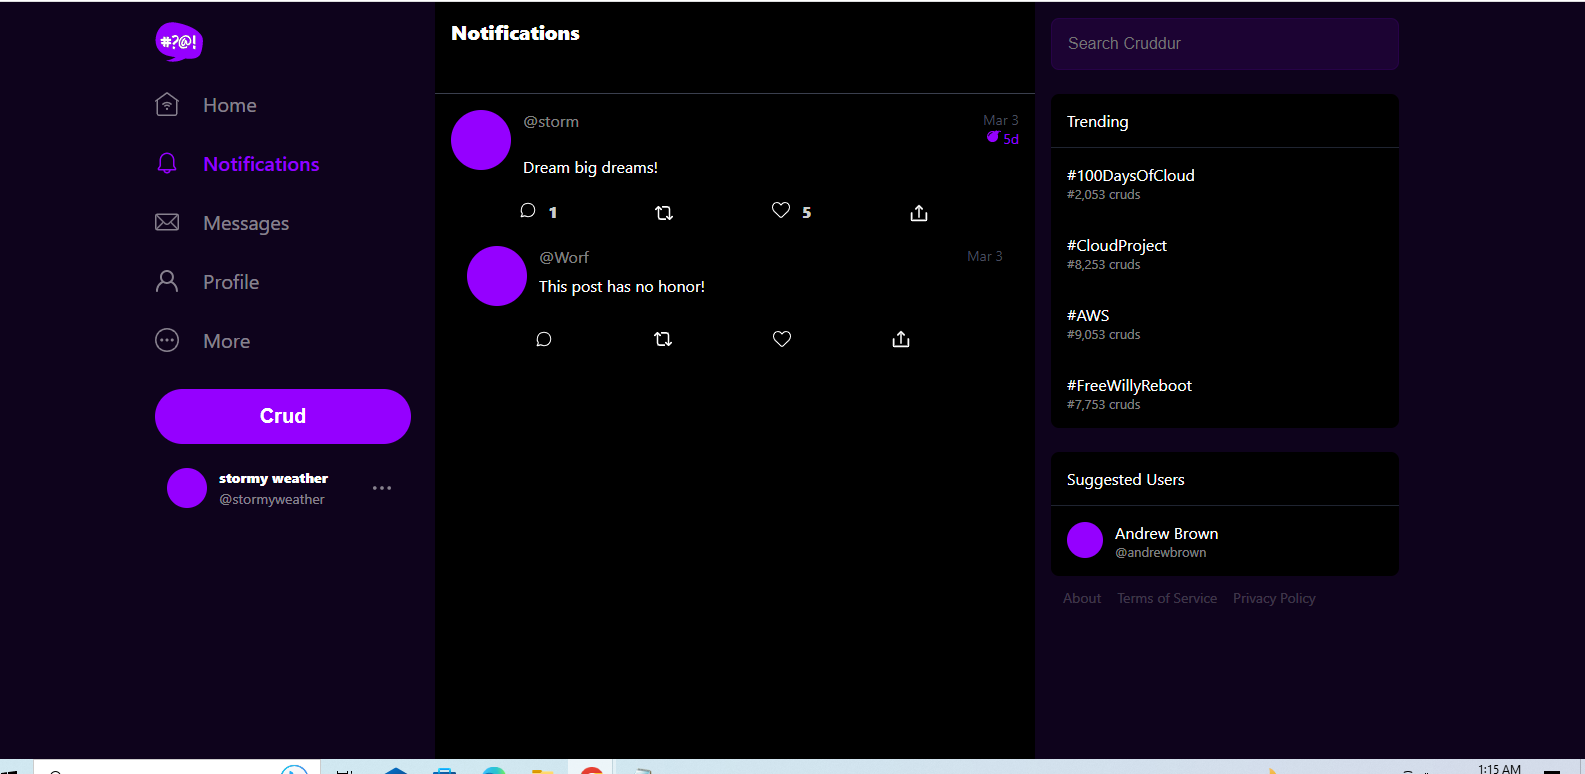 #?@!
Home
Notifications
Messages
Profile
More
Crud
stormy weather
@stormyweather
Notifications
@storm
Mar 3
5d
Dream big dreams!
1
5
@Worf
Mar 3
This post has no honor!
Search Cruddur
Trending
#100DaysOfCloud
#2,053 cruds
#CloudProject
#8,253 cruds
#AWS
#9,053 cruds
#FreeWillyReboot
#7,753 cruds
Suggested Users
Andrew Brown
@andrewbrown
About Terms of Service Privacy Policy
1:15 AM